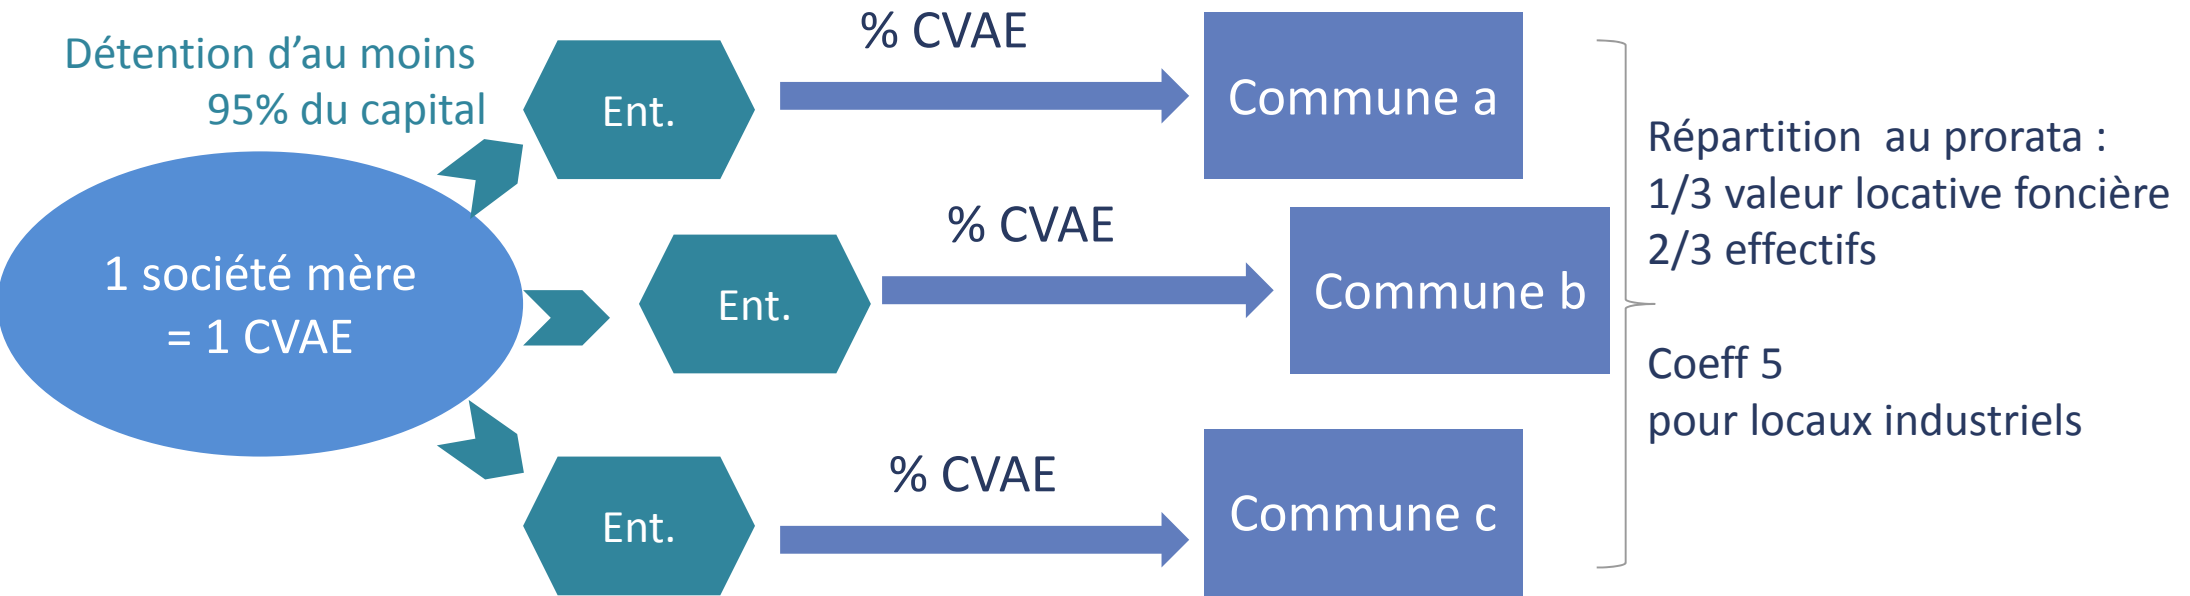 Détention d’au moins
95% du capital
1 société mère
= 1 CVAE
Ent.
% CVAE
Commune a
Ent.
% CVAE
Commune b
Ent.
% CVAE
Commune c
Répartition  au prorata :
1/3 valeur locative foncière
2/3 effectifs
Coeff 5
pour locaux industriels